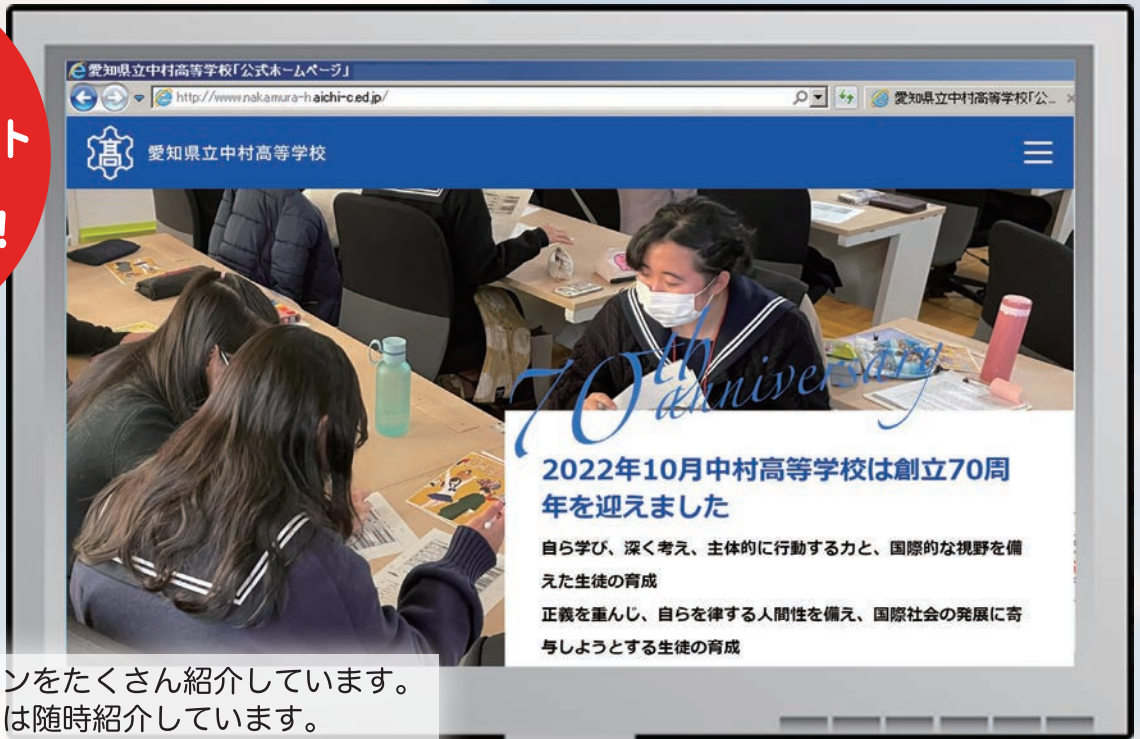 ト
!
愛知県立中村高等学校「公式ホームページ」
http://www.nakamura-h.aichi-c.ed.jp/
愛知県立中村高等学校「公...
高
愛知県立中村高等学校
70th
anniversary
2022年10月中村高等学校は創立70周
年を迎えました
自ら学び、深く考え、主体的に行動する力と、国際的な視野を備
えた生徒の育成
正義を重んじ、自らを律する人間性を備え、国際社会の発展に寄
与しようとする生徒の育成
ンをたくさん紹介しています。
は随時紹介しています。